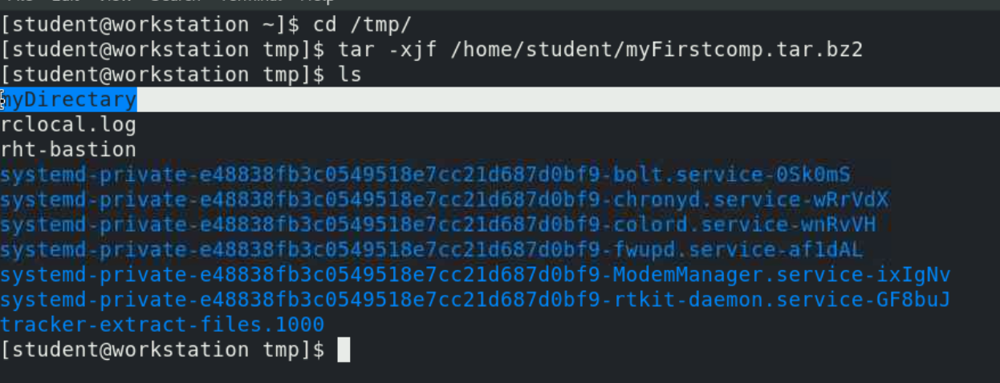 [student@workstation ~]$ cd /tmp/
[student@workstation tmp]$ tar -xjf /home/student/myFirstcomp.tar.bz2
[student@workstation tmp]$ ls
myDirectary
rclocal.log
rht-bastion
systemd-private-e48838fb3c0549518e7cc21d687d0bf9-bolt.service-0Sk0mS
systemd-private-e48838fb3c0549518e7cc21d687d0bf9-chronyd.service-wRrVdX
systemd-private-e48838fb3c0549518e7cc21d687d0bf9-colord.service-wnRvVH
systemd-private-e48838fb3c0549518e7cc21d687d0bf9-fwupd.service-af1dAL
systemd-private-e48838fb3c0549518e7cc21d687d0bf9-ModemManager.service-ixIgNv
systemd-private-e48838fb3c0549518e7cc21d687d0bf9-rtkit-daemon.service-GF8buJ
tracker-extract-files.1000
[student@workstation tmp]$